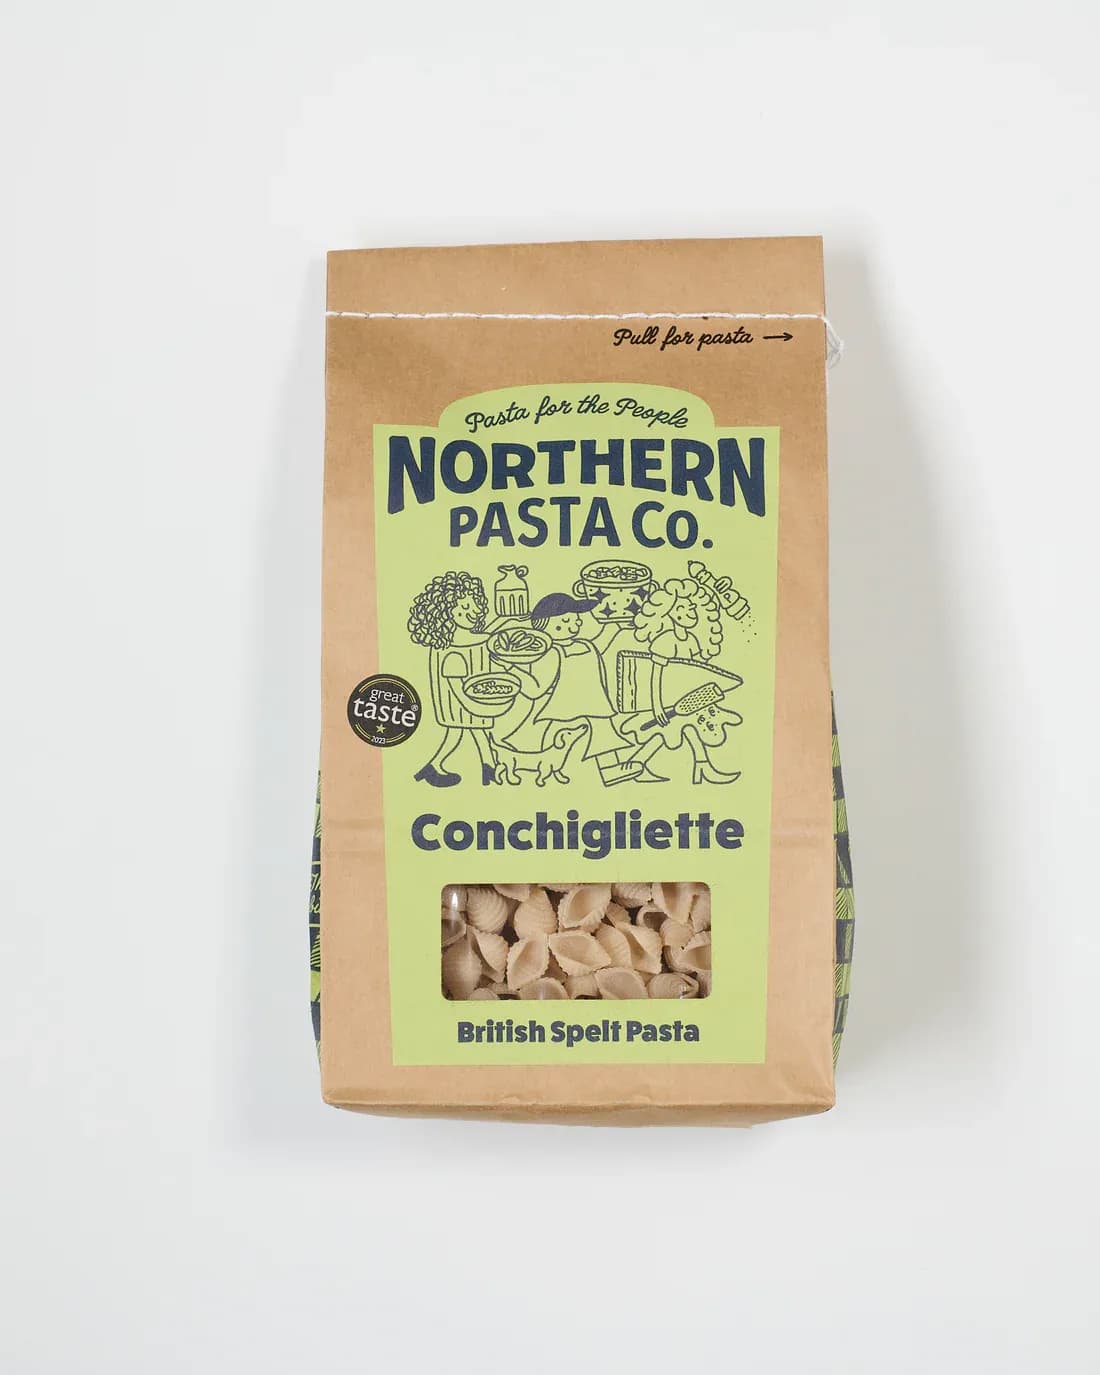 Pull for pasta →
Pasta for the People
NORTHERN
PASTA CO.
great
taste®
2023
Conchigliette
British Spelt Pasta